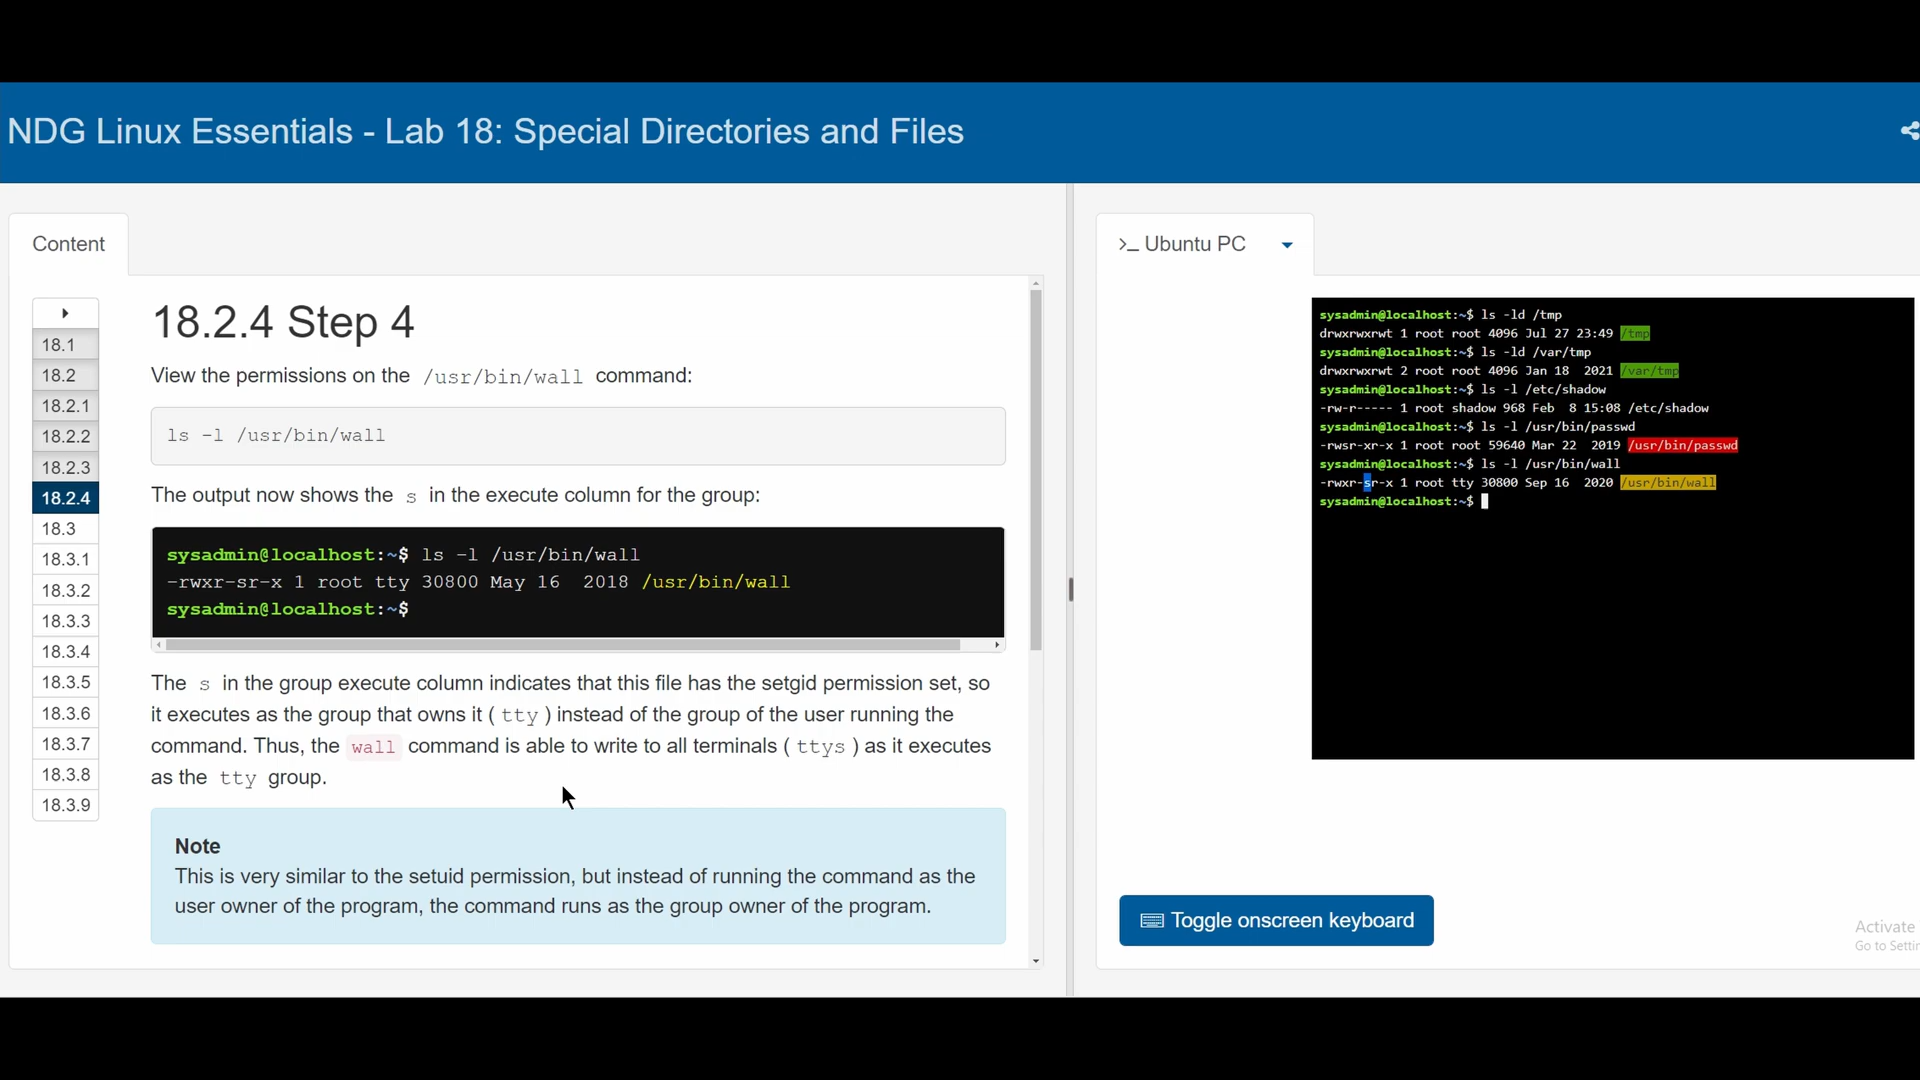 NDG Linux Essentials - Lab 18: Special Directories and Files
Content
18.1
18.2
18.2.1
18.2.2
18.2.3
18.2.4
18.3
18.3.1
18.3.2
18.3.3
18.3.4
18.3.5
18.3.6
18.3.7
18.3.8
18.3.9
18.2.4 Step 4
View the permissions on the /usr/bin/wall command:
ls -l /usr/bin/wall
The output now shows the s in the execute column for the group:
sysadmin@localhost:~$ ls -l /usr/bin/wall
-rwxr-sr-x 1 root tty 30800 May 16  2018 /usr/bin/wall
sysadmin@localhost:~$
The s in the group execute column indicates that this file has the setgid permission set, so
it executes as the group that owns it ( tty ) instead of the group of the user running the
command. Thus, the wall command is able to write to all terminals ( ttys ) as it executes
as the tty group.
Note
This is very similar to the setuid permission, but instead of running the command as the
user owner of the program, the command runs as the group owner of the program.
>_ Ubuntu PC
sysadmin@localhost:~$ ls -ld /tmp
drwxrwxrwt 1 root root 4096 Jul 27 23:49 /tmp
sysadmin@localhost:~$ ls -ld /var/tmp
drwxrwxrwt 2 root root 4096 Jan 18  2021 /var/tmp
sysadmin@localhost:~$ ls -l /etc/shadow
-rw-r----- 1 root shadow 968 Feb  8 15:08 /etc/shadow
sysadmin@localhost:~$ ls -l /usr/bin/passwd
-rwsr-xr-x 1 root root 59640 Mar 22  2019 /usr/bin/passwd
sysadmin@localhost:~$ ls -l /usr/bin/wall
-rwxr-sr-x 1 root tty 30800 Sep 16  2020 /usr/bin/wall
sysadmin@localhost:~$
Toggle onscreen keyboard
Activate
Go to Settin